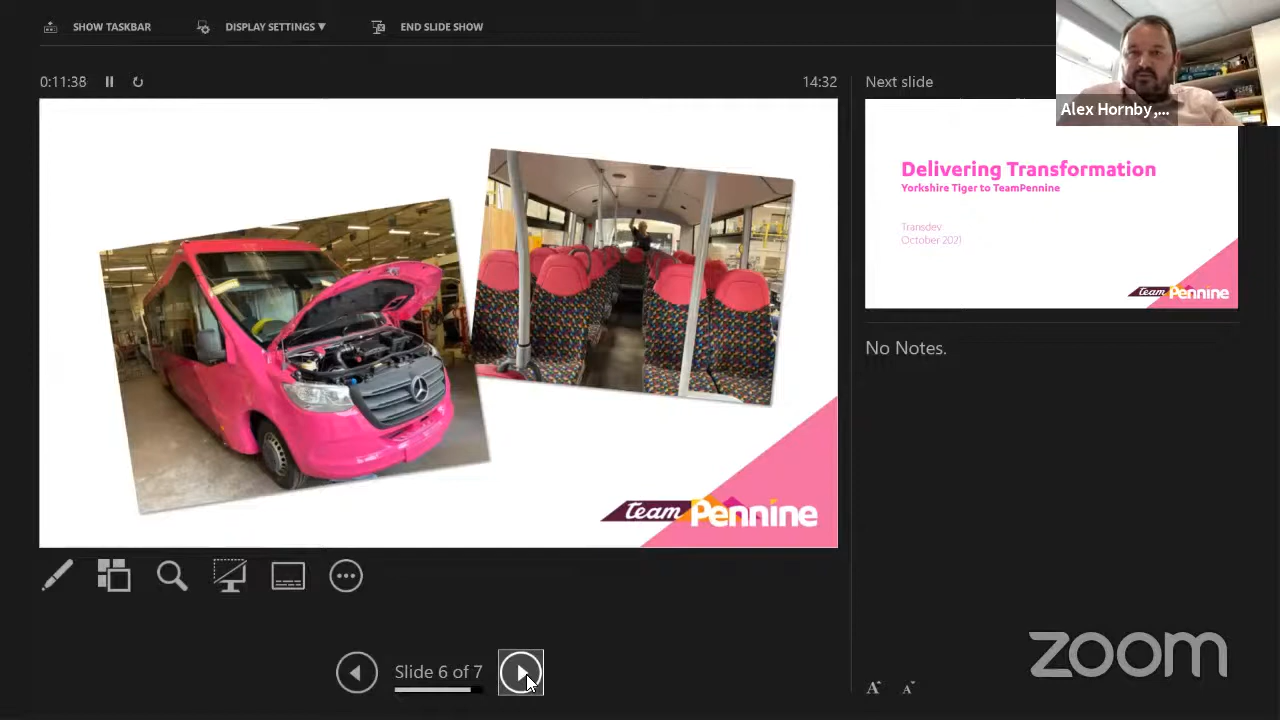 SHOW TASKBAR
DISPLAY SETTINGS ▼
END SLIDE SHOW
0:11:38
14:32
Next slide
Alex Hornby,...
Delivering Transformation
Yorkshire Tiger to TeamPennine
Transdev
October 2021
team Pennine
No Notes.
team Pennine
Slide 6 of 7
zoom
A
A